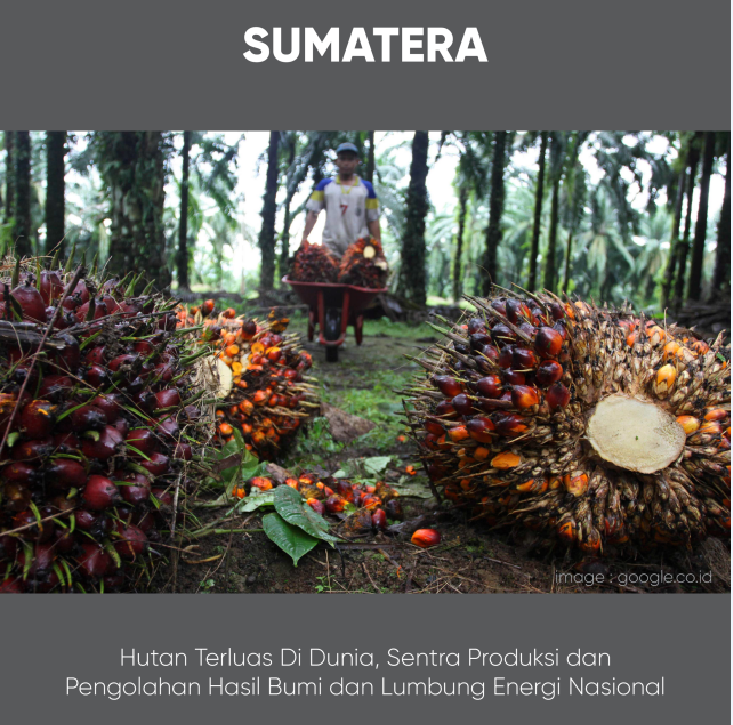 SUMATERA
image : google.co.id
Hutan Terluas Di Dunia, Sentra Produksi dan
Pengolahan Hasil Bumi dan Lumbung Energi Nasional